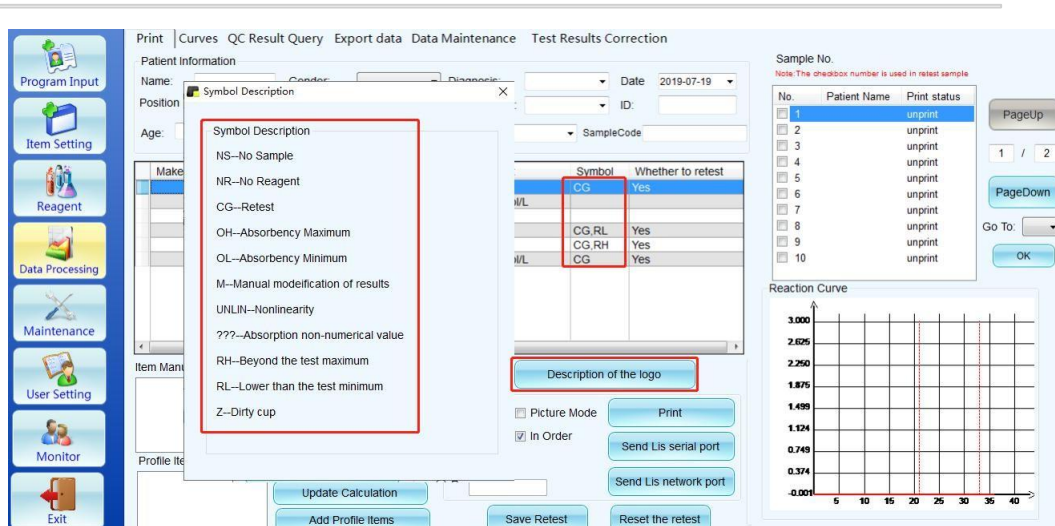 Print Curves QC Result Query Export data Data Maintenance Test Results Correction
Program Input
Item Setting
Reagent
Data Processing
Maintenance
User Setting
Monitor
Exit
Patient Information
Name:
Diagnosis:
Date 2019-07-19
Position
ID:
Age:
SampleCode
Make
Symbol Whether to retest
CG Yes
CG,RL Yes
CG,RH Yes
CG Yes
Symbol Description
Symbol Description
NS--No Sample
NR--No Reagent
CG--Retest
OH--Absorbency Maximum
OL--Absorbency Minimum
M--Manual modeification of results
UNLIN--Nonlinearity
???--Absorption non-numerical value
RH--Beyond the test maximum
RL--Lower than the test minimum
Z--Dirty cup
Description of the logo
Picture Mode
In Order
Print
Send Lis serial port
Send Lis network port
Update Calculation
Add Profile Items
Save Retest
Reset the retest
Sample No.
Note:The checkbox number is used in retest sample
No. Patient Name Print status
1 unprint
2 unprint
3 unprint
4 unprint
5 unprint
6 unprint
7 unprint
8 unprint
9 unprint
10 unprint
PageUp
1 / 2
PageDown
Go To:
OK
Reaction Curve
3.000
2.625
2.250
1.875
1.499
1.124
0.749
0.374
-0.001
5 10 15 20 25 30 35 40